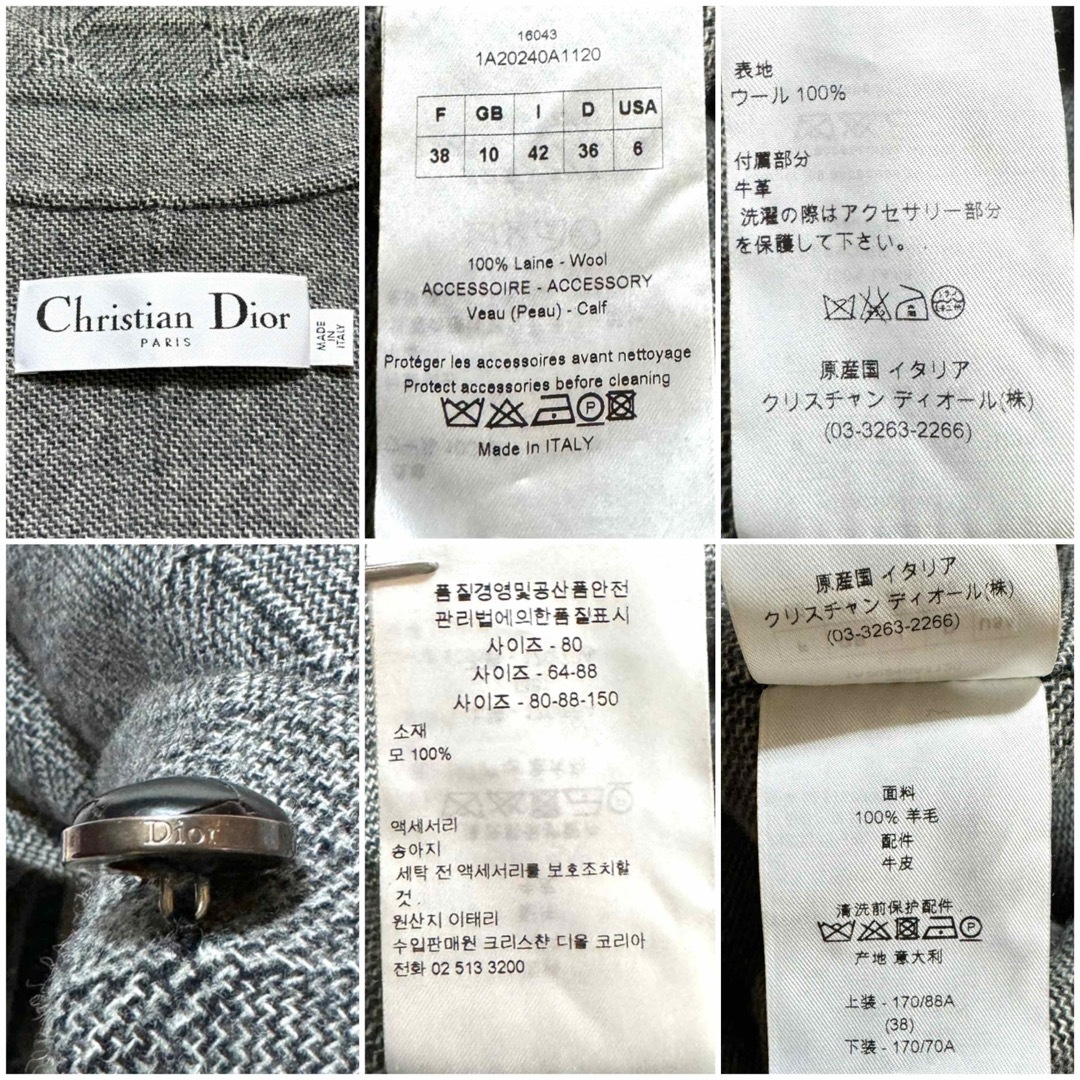 Christian Dior
PARIS
MADE
IN
ITALY
16043
1A20240A1120
F GB I D USA
38 10 42 36 6
100% Laine - Wool
ACCESSOIRE - ACCESSORY
Veau (Peau) - Calf
Protéger les accessoires avant nettoyage
Protect accessories before cleaning
P
Made In ITALY
表地
ウール 100%
付属部分
牛革
洗濯の際はアクセサリー部分
を保護して下さい。
原産国 イタリア
クリスチャン ディオール(株)
(03-3263-2266)
Dior
품질경영및공산품안전
관리법에의한품질표시
사이즈 - 80
사이즈 - 64-88
사이즈 - 80-88-150
소재
모 100%
액세서리
송아지
세탁 전 액세서리를 보호조치할
것 .
원산지 이태리
수입판매원 크리스챤 디올 코리아
전화 02 513 3200
原産国 イタリア
クリスチャン ディオール(株)
(03-3263-2266)
面料
100% 羊毛
配件
牛皮
清洗前保护配件
P
产地 意大利
上装 - 170/88A
(38)
下装 - 170/70A